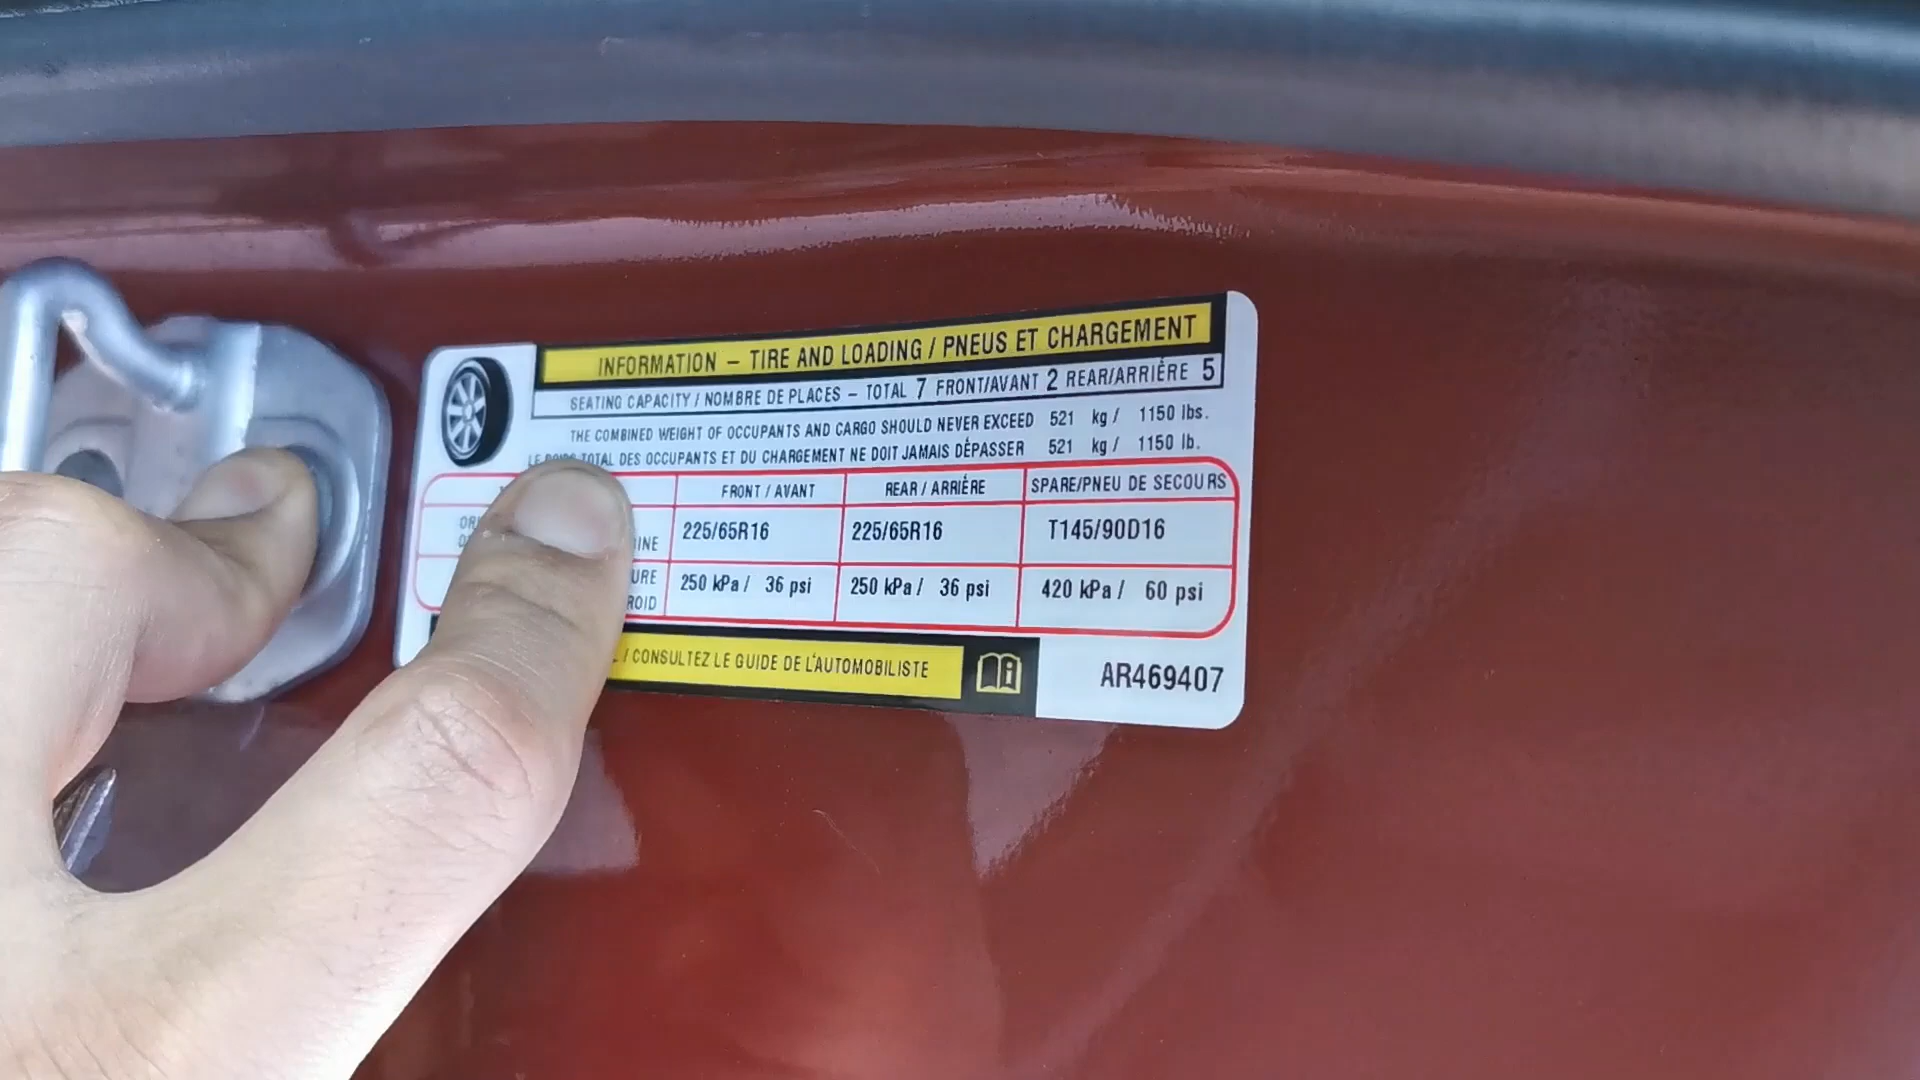 INFORMATION – TIRE AND LOADING / PNEUS ET CHARGEMENT
SEATING CAPACITY / NOMBRE DE PLACES – TOTAL 7 FRONT/AVANT 2 REAR/ARRIÉRE 5
THE COMBINED WEIGHT OF OCCUPANTS AND CARGO SHOULD NEVER EXCEED 521 kg / 1150 lbs.
LE POIDS TOTAL DES OCCUPANTS ET DU CHARGEMENT NE DOIT JAMAIS DÉPASSER 521 kg / 1150 lb.
FRONT / AVANT REAR / ARRIÉRE SPARE/PNEU DE SECOURS
225/65R16 225/65R16 T145/90D16
250 kPa / 36 psi 250 kPa / 36 psi 420 kPa / 60 psi
/ CONSULTEZ LE GUIDE DE L'AUTOMOBILISTE
AR469407